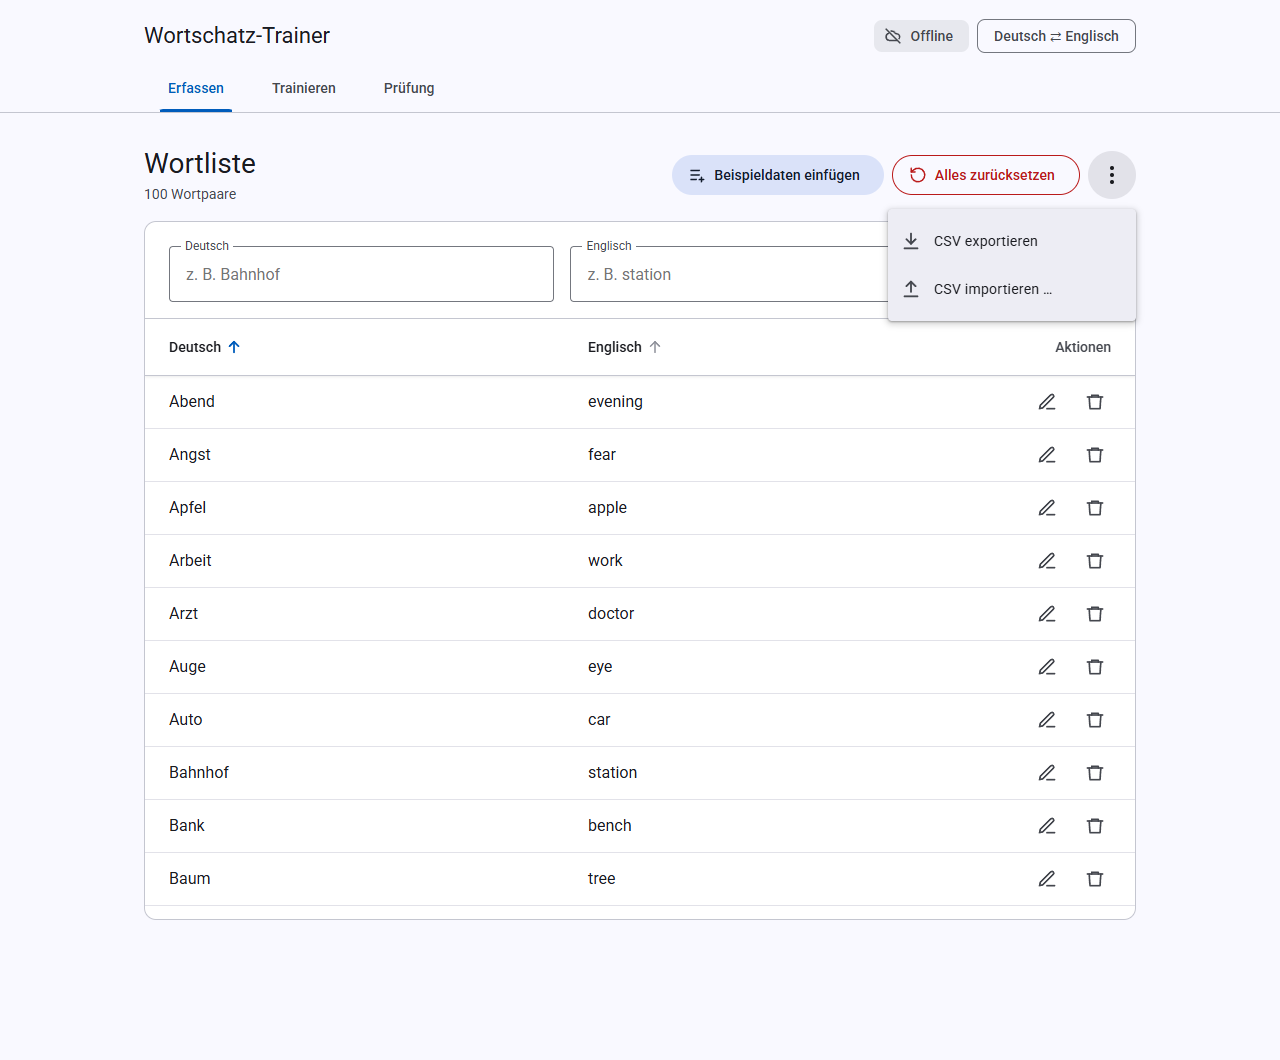 Wortschatz-Trainer
Offline
Deutsch ⇄ Englisch
Erfassen
Trainieren
Prüfung
Wortliste
100 Wortpaare
Beispieldaten einfügen
Alles zurücksetzen
CSV exportieren
CSV importieren ...
Deutsch
z. B. Bahnhof
Englisch
z. B. station
Deutsch
Englisch
Aktionen
Abend evening
Angst fear
Apfel apple
Arbeit work
Arzt doctor
Auge eye
Auto car
Bahnhof station
Bank bench
Baum tree